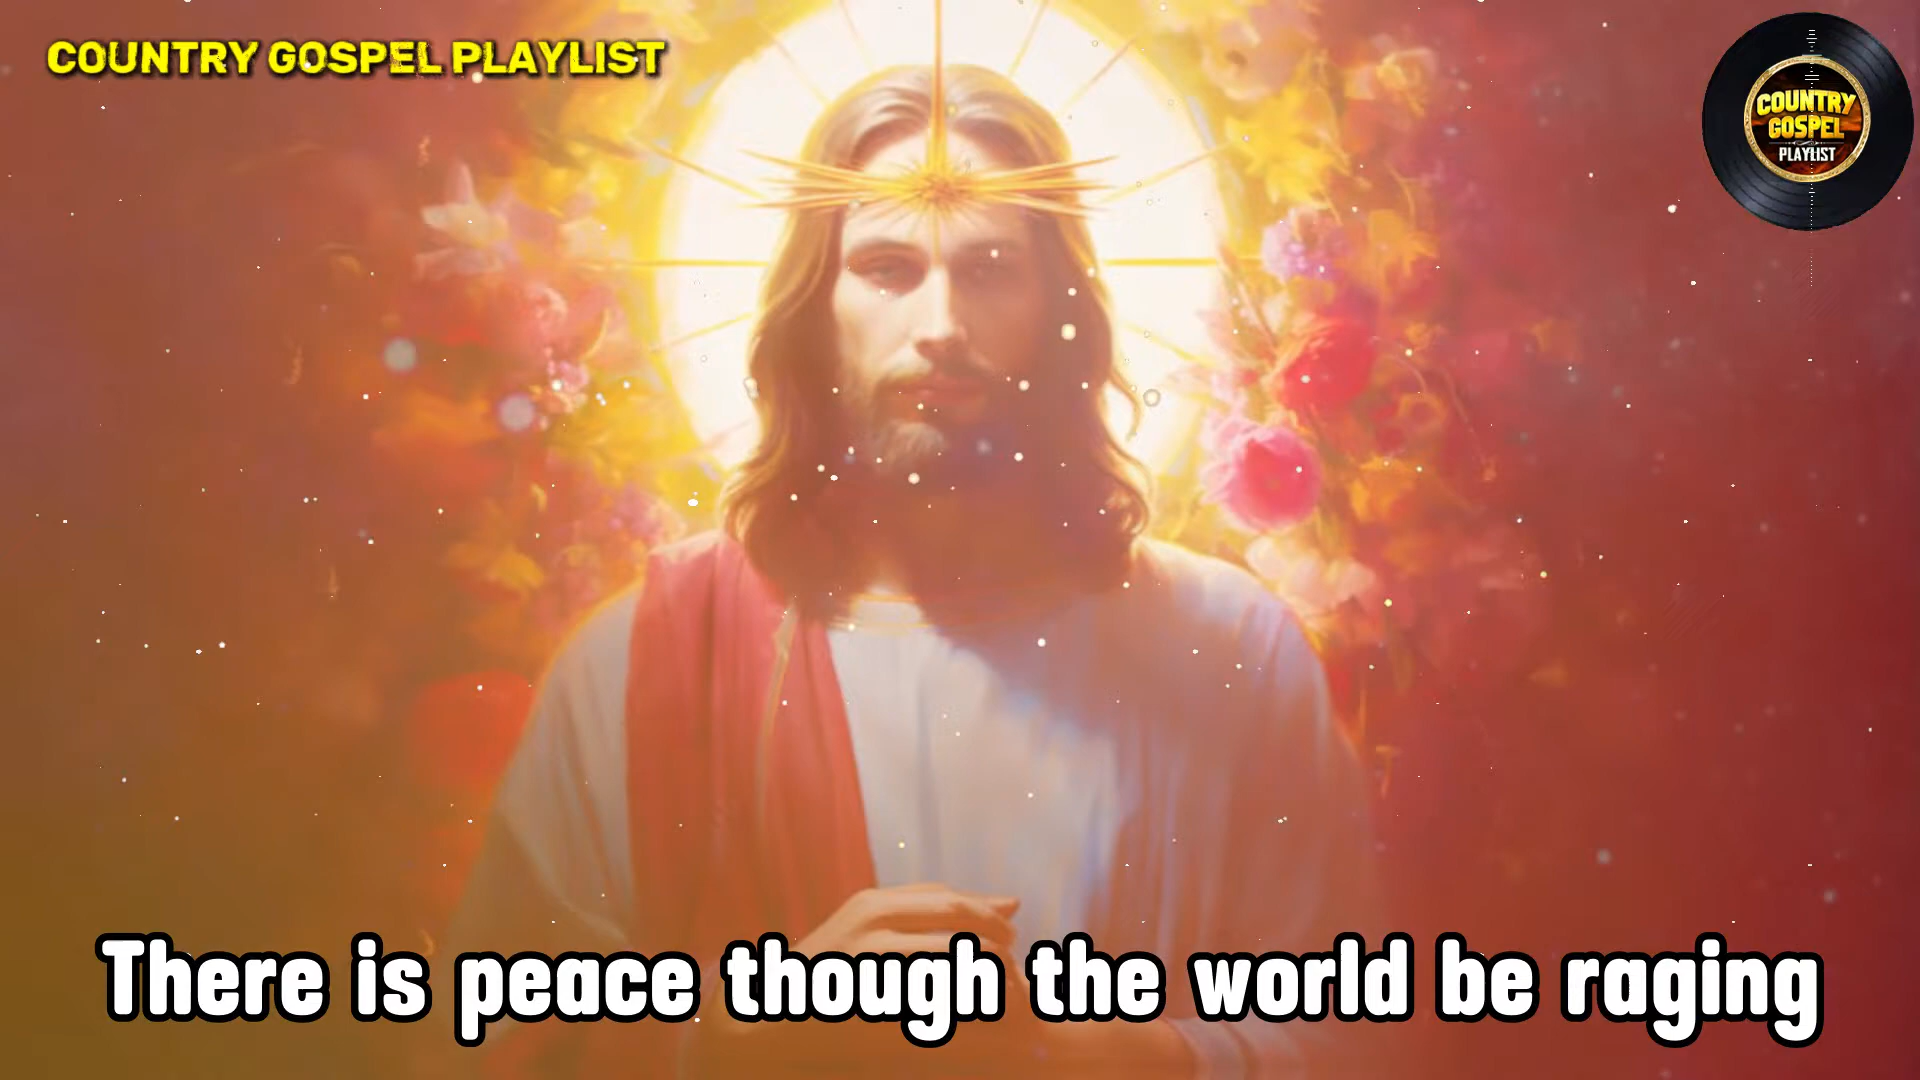 COUNTRY GOSPEL PLAYLIST
COUNTRY
GOSPEL
PLAYLIST
There is peace though the world be raging